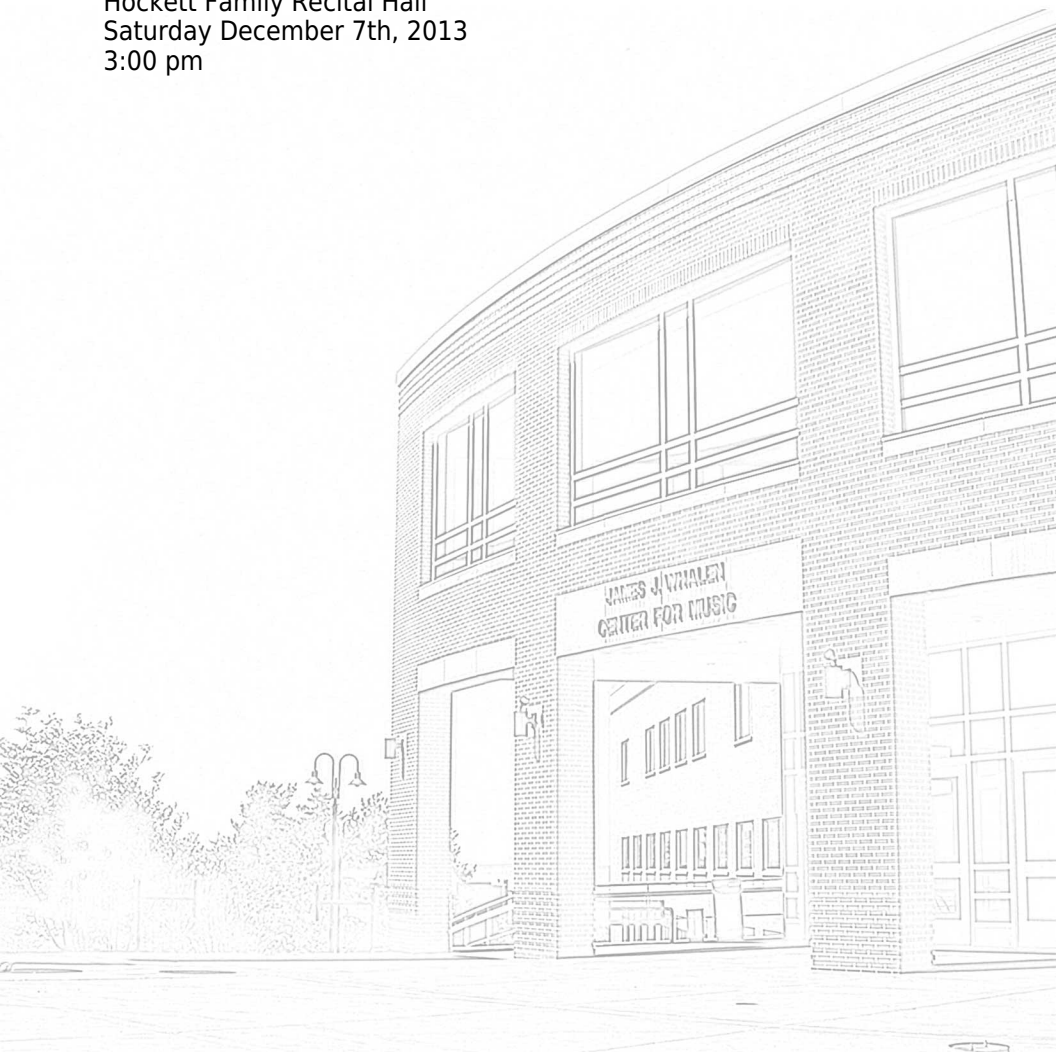 Hockett Family Recital Hall
Saturday December 7th, 2013
3:00 pm
JAMES J. WHALEN
CENTER FOR MUSIC